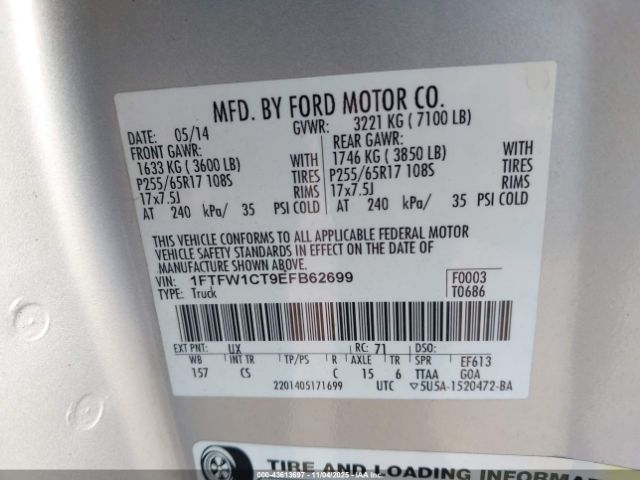 MFD. BY FORD MOTOR CO.
DATE: 05/14 GVWR: 3221 KG ( 7100 LB)
FRONT GAWR: REAR GAWR:
1633 KG ( 3600 LB) 1746 KG ( 3850 LB)
P255/65R17 108S TIRES P255/65R17 108S TIRES
17x7.5J RIMS 17x7.5J RIMS
AT 240 kPa/ 35 PSI COLD AT 240 kPa/ 35 PSI COLD
THIS VEHICLE CONFORMS TO ALL APPLICABLE FEDERAL MOTOR
VEHICLE SAFETY STANDARDS IN EFFECT ON THE DATE OF
MANUFACTURE SHOWN ABOVE.
VIN: 1FTFW1CT9EFB62699 F0003
TYPE: Truck T0686
EXT PNT: UX RC: 71 DSO:
WB INT TR TP/PS R AXLE TR SPR EF613
157 CS C 15 6 TTAA GOA
2201405171699 UTC ▽5U5A-1520472-BA
TIRE AND LOADING INFORMA
IAA 43613697 | 11/04/2025 | IAAI.COM